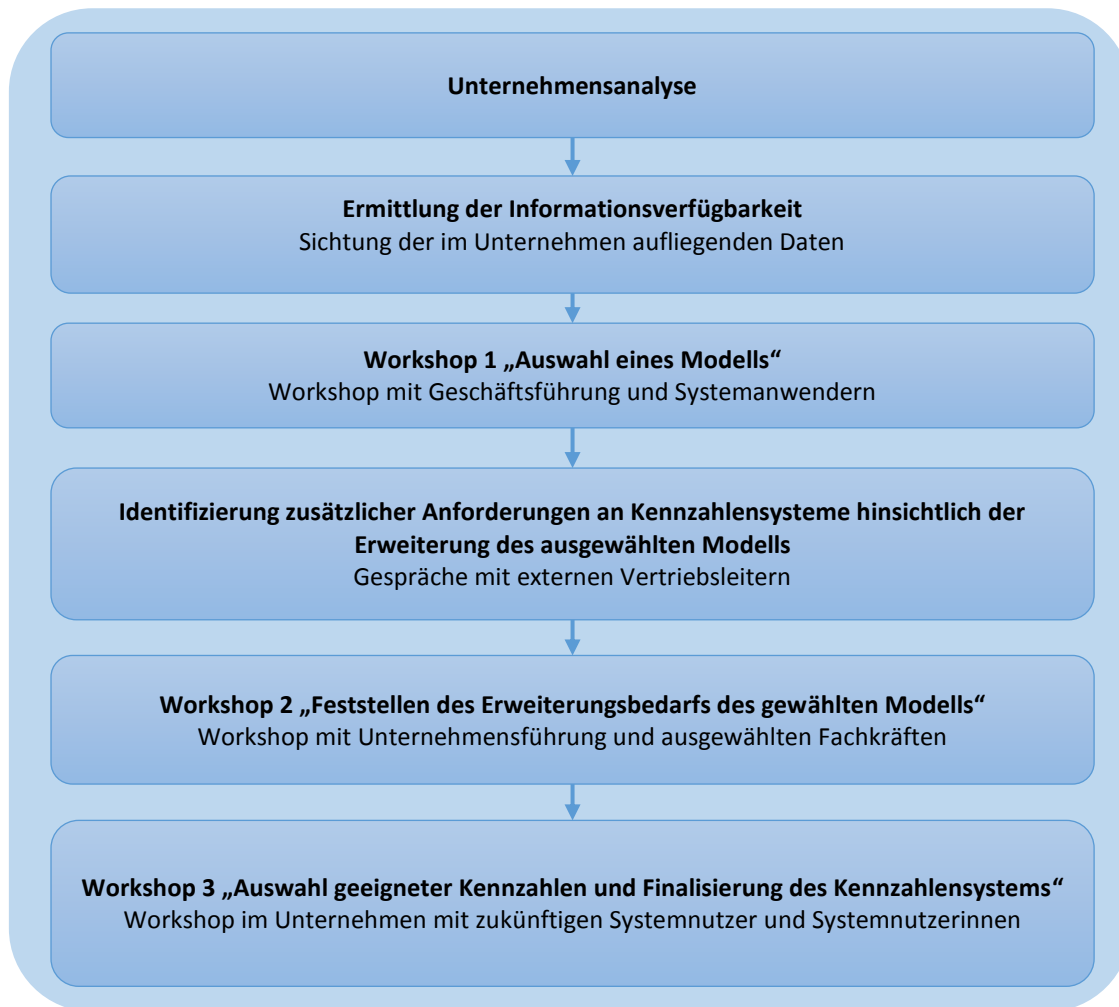 Unternehmensanalyse
Ermittlung der Informationsverfügbarkeit
Sichtung der im Unternehmen aufliegenden Daten
Workshop 1 „Auswahl eines Modells“
Workshop mit Geschäftsführung und Systemanwendern
Identifizierung zusätzlicher Anforderungen an Kennzahlensysteme hinsichtlich der
Erweiterung des ausgewählten Modells
Gespräche mit externen Vertriebsleitern
Workshop 2 „Feststellen des Erweiterungsbedarfs des gewählten Modells“
Workshop mit Unternehmensführung und ausgewählten Fachkräften
Workshop 3 „Auswahl geeigneter Kennzahlen und Finalisierung des Kennzahlensystems“
Workshop im Unternehmen mit zukünftigen Systemnutzer und Systemnutzerinnen